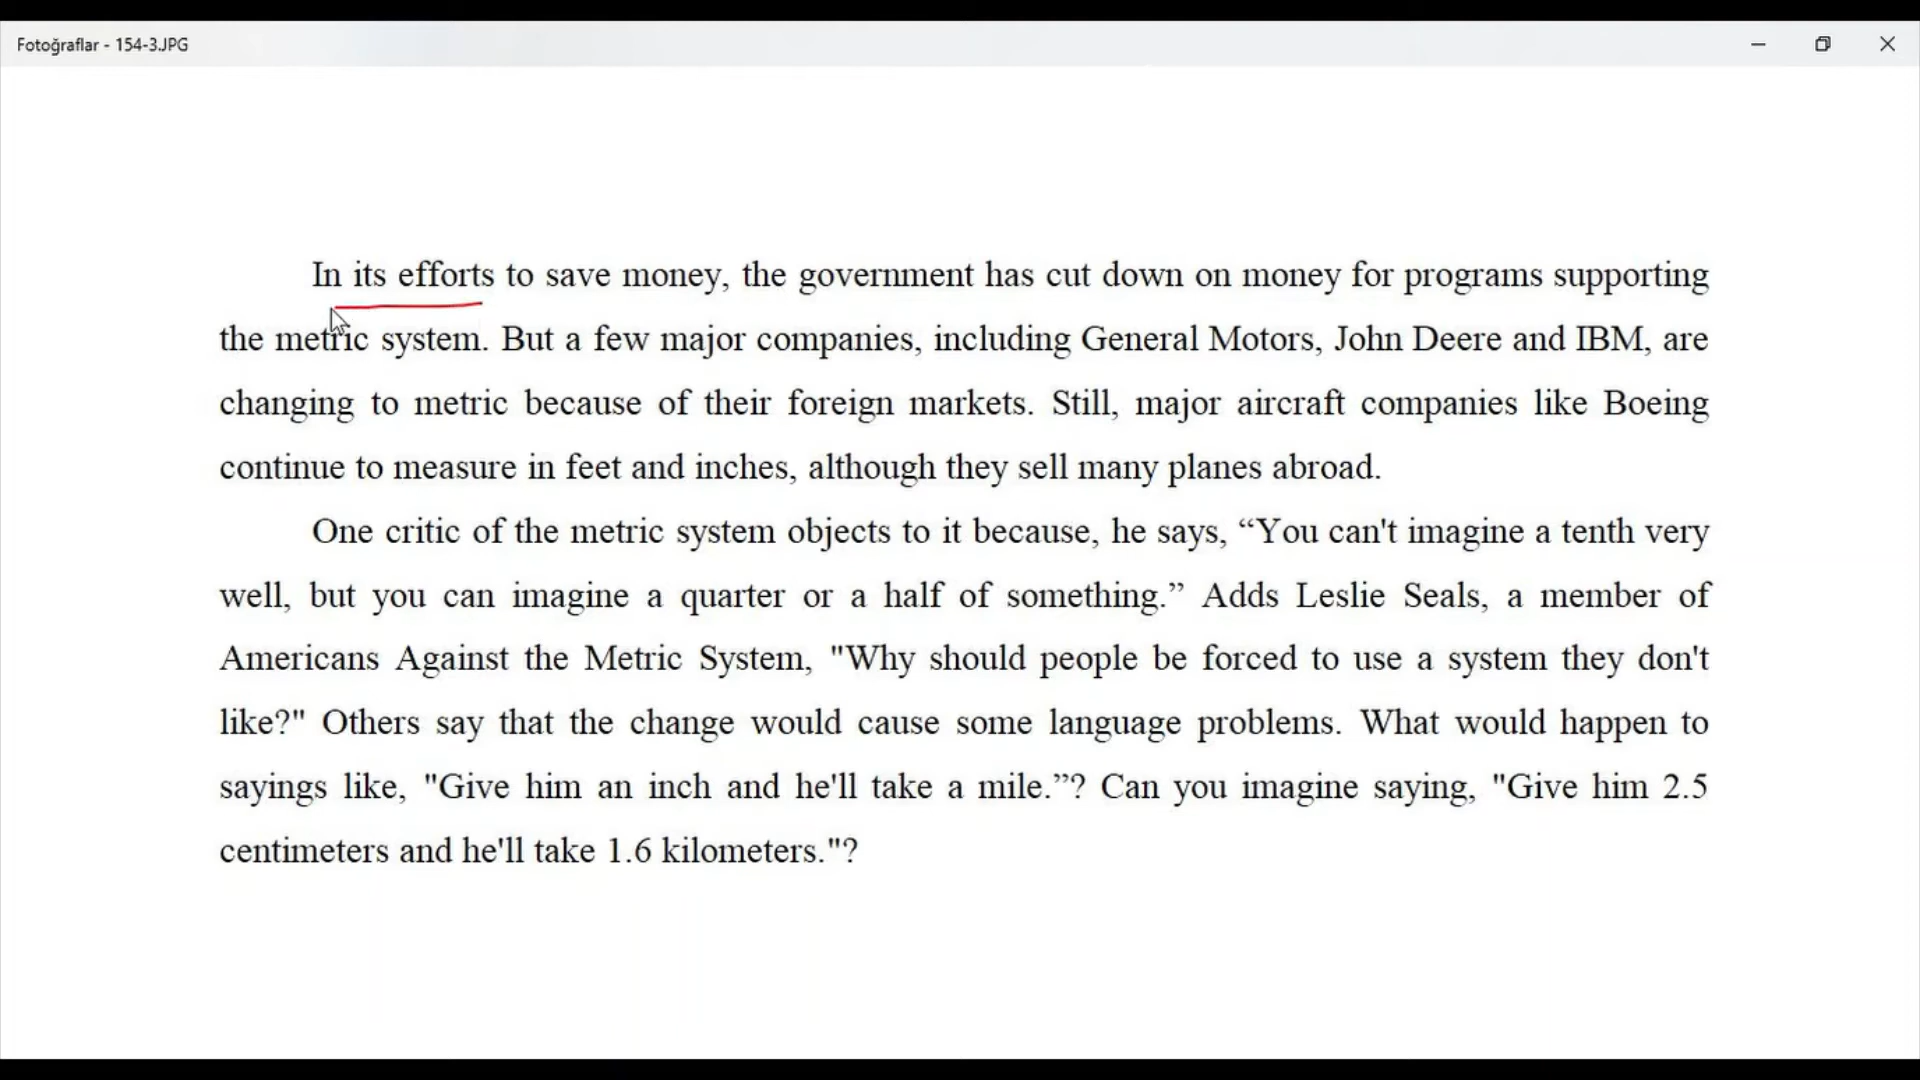 Fotoğraflar - 154-3.JPG
In its efforts to save money, the government has cut down on money for programs supporting
the metric system. But a few major companies, including General Motors, John Deere and IBM, are
changing to metric because of their foreign markets. Still, major aircraft companies like Boeing
continue to measure in feet and inches, although they sell many planes abroad.
One critic of the metric system objects to it because, he says, “You can't imagine a tenth very
well, but you can imagine a quarter or a half of something.” Adds Leslie Seals, a member of
Americans Against the Metric System, "Why should people be forced to use a system they don't
like?" Others say that the change would cause some language problems. What would happen to
sayings like, "Give him an inch and he'll take a mile.”? Can you imagine saying, "Give him 2.5
centimeters and he'll take 1.6 kilometers."?